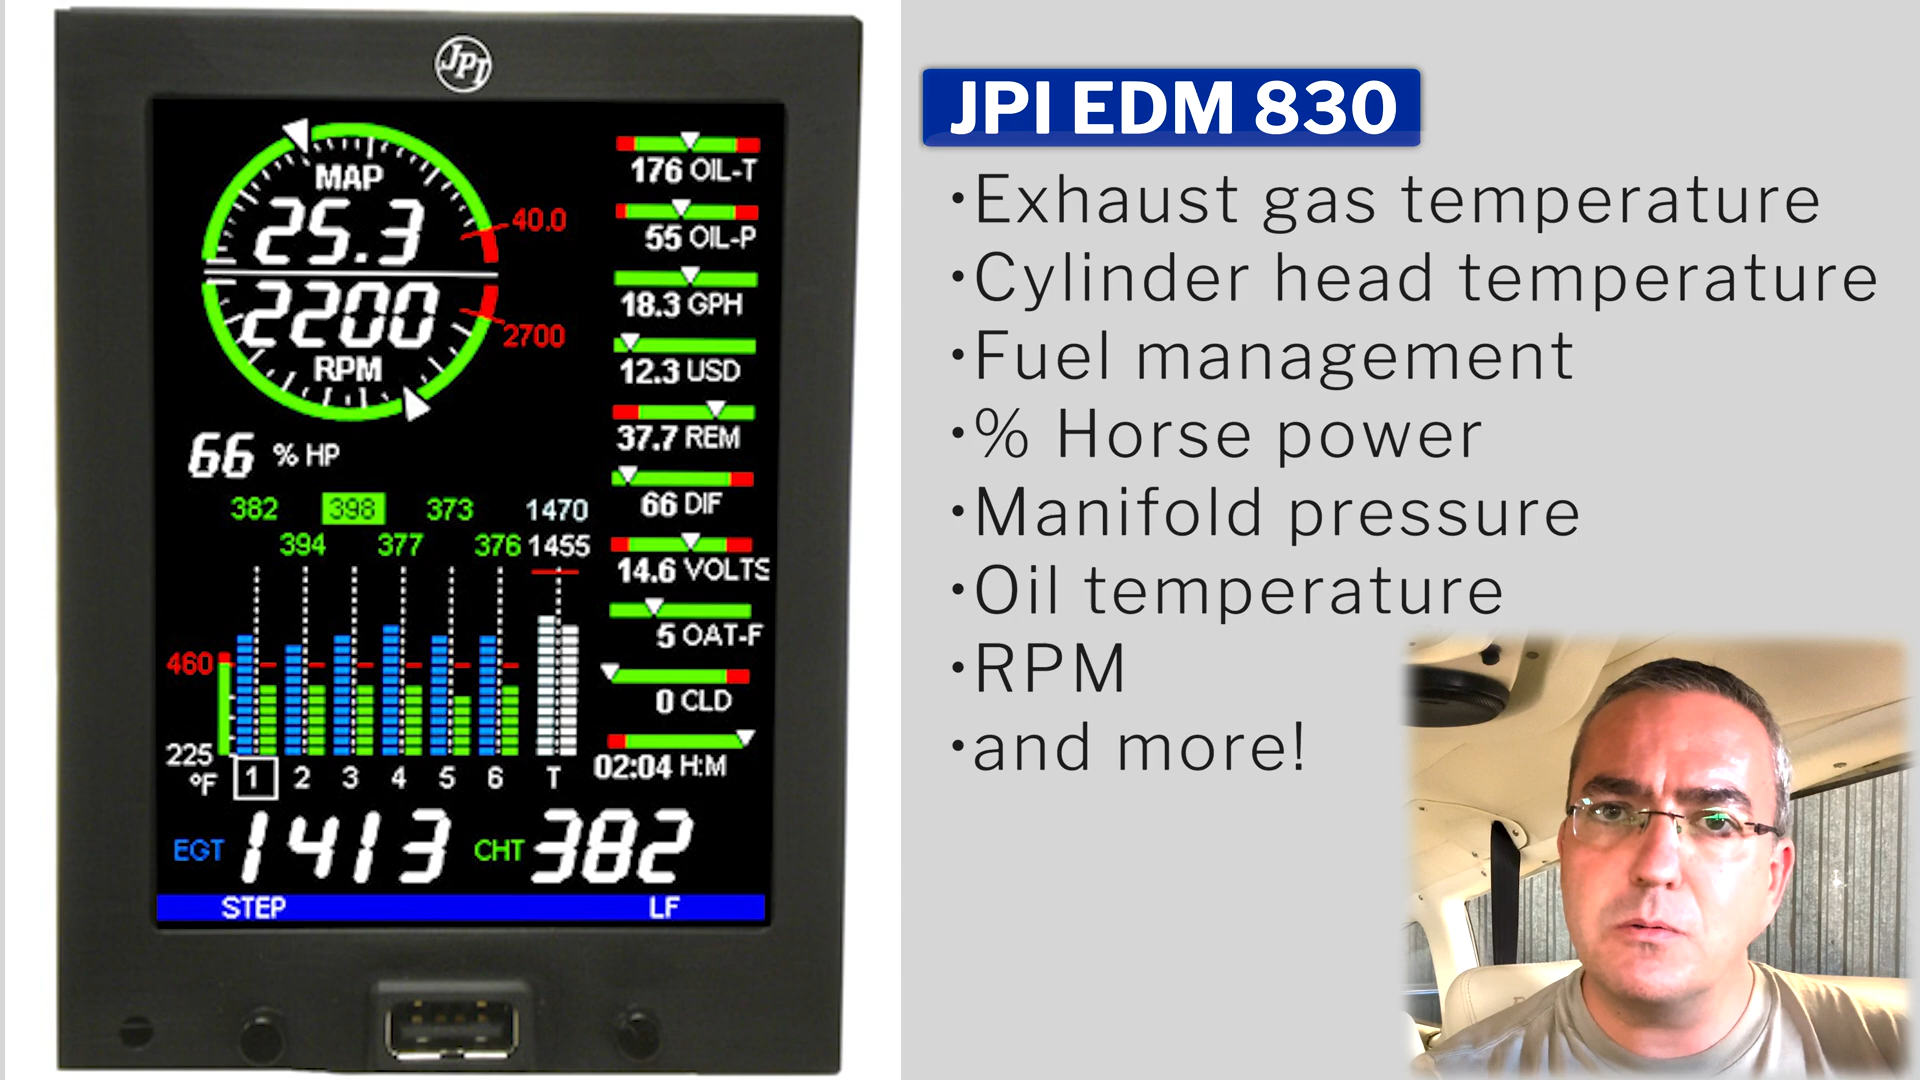 JPI
MAP
25.3
40.0
2200
2700
RPM
66 % HP
382 398 373 1470
394 377 376 1455
460
225
°F
1 2 3 4 5 6 T
EGT 1413 CHT 382
STEP LF
176 OIL-T
55 OIL-P
18.3 GPH
12.3 USD
37.7 REM
66 DIF
14.6 VOLTS
5 OAT-F
0 CLD
02:04 H:M
JPI EDM 830
•Exhaust gas temperature
•Cylinder head temperature
•Fuel management
•% Horse power
•Manifold pressure
•Oil temperature
•RPM
•and more!